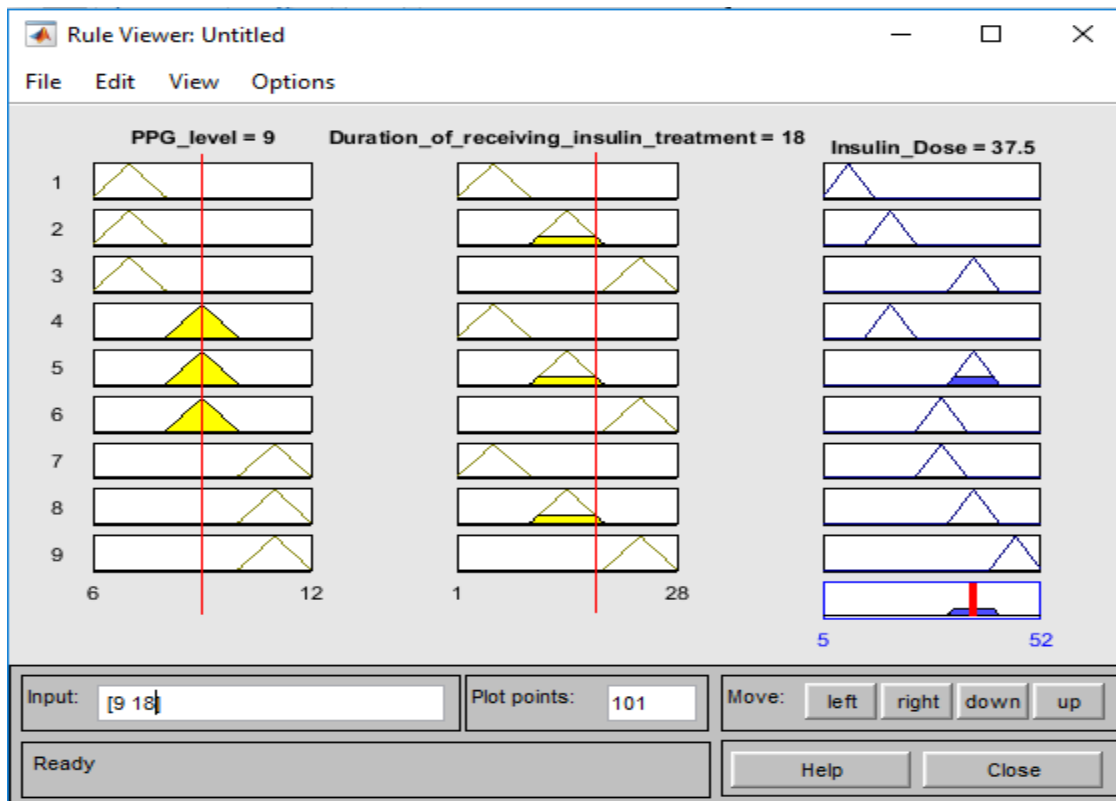 Rule Viewer: Untitled
File Edit View Options
PPG_level = 9 Duration_of_receiving_insulin_treatment = 18 Insulin_Dose = 37.5
1
2
3
4
5
6
7
8
9
6 12 1 28
5 52
Input: [9 18] Plot points: 101 Move: left right down up
Ready Help Close